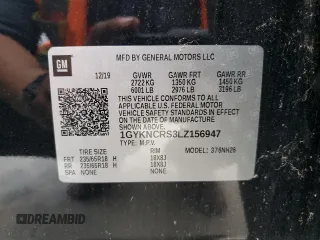 GM
MFD BY GENERAL MOTORS LLC
12/19 GVWR GAWR FRT GAWR RR
2722 KG 1350 KG 1450 KG
6001 LB 2976 LB 3196 LB
THIS VEHICLE CONFORMS TO ALL APPLICABLE
U.S. FEDERAL MOTOR
VEHICLE SAFETY STANDARDS IN EFFECT ON THE DATE
OF MANUFACTURE SHOWN ABOVE.
1GYKNCRS3LZ156947
TYPE: M.P.V. MODEL: 376NH26
TIRE SIZE RIM
FRT 235/65R18 H 18X8J
RR 235/65R18 H 18X8J
SPA NONE NONE
© DREAMBID